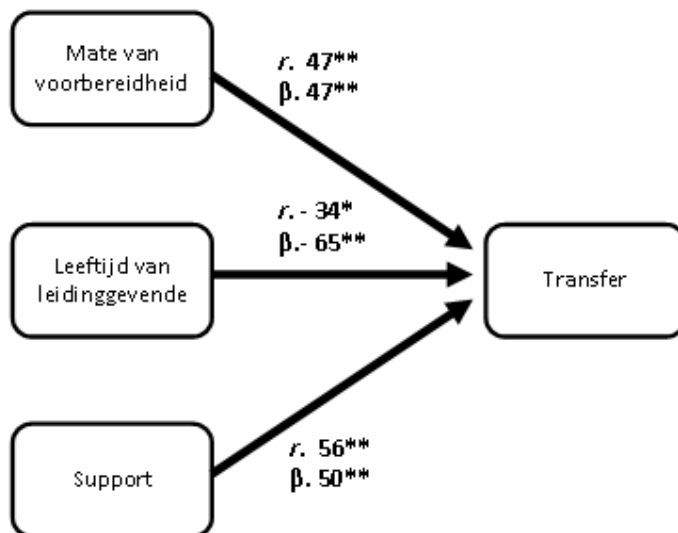 Mate van
voorbereidheid
r. 47**
β. 47**
r. - 34*
β.- 65**
Leeftijd van
leidinggevende
Transfer
r. 56**
β. 50**
Support